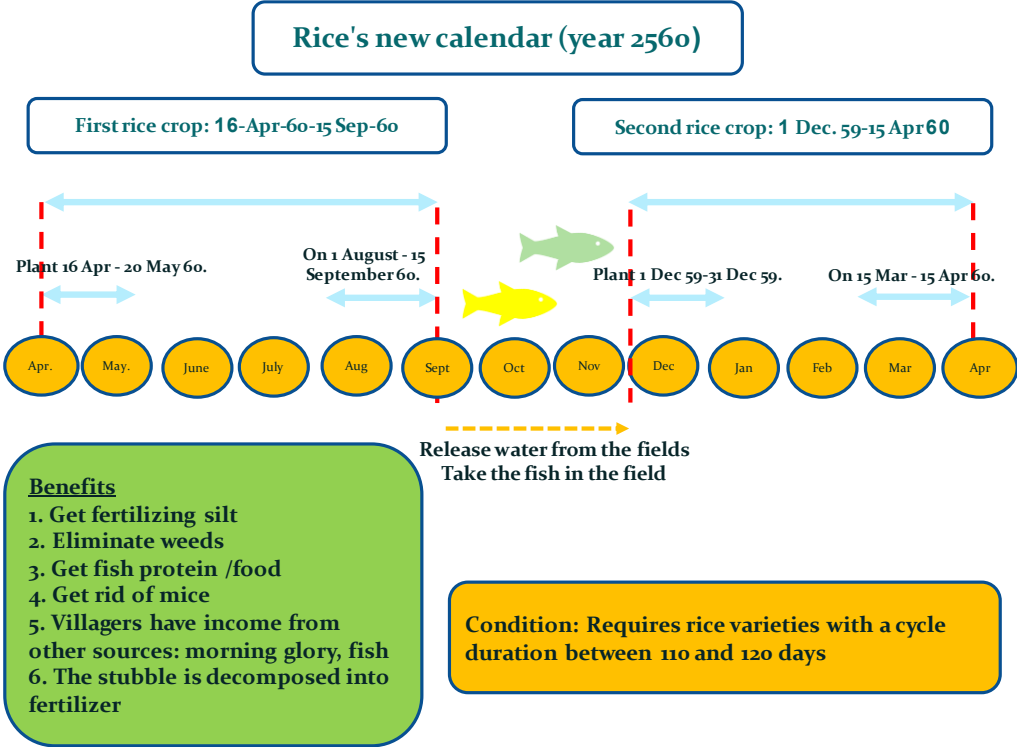 Rice's new calendar (year 2560)
First rice crop: 16-Apr-60-15 Sep-60
Second rice crop: 1 Dec. 59-15 Apr 60
Plant 16 Apr - 20 May 60.
On 1 August - 15
September 60.
Plant 1 Dec 59-31 Dec 59.
On 15 Mar - 15 Apr 60.
Apr.
May.
June
July
Aug
Sept
Oct
Nov
Dec
Jan
Feb
Mar
Apr
Release water from the fields
Take the fish in the field
Benefits
1. Get fertilizing silt
2. Eliminate weeds
3. Get fish protein /food
4. Get rid of mice
5. Villagers have income from
other sources: morning glory, fish
6. The stubble is decomposed into
fertilizer
Condition: Requires rice varieties with a cycle
duration between 110 and 120 days